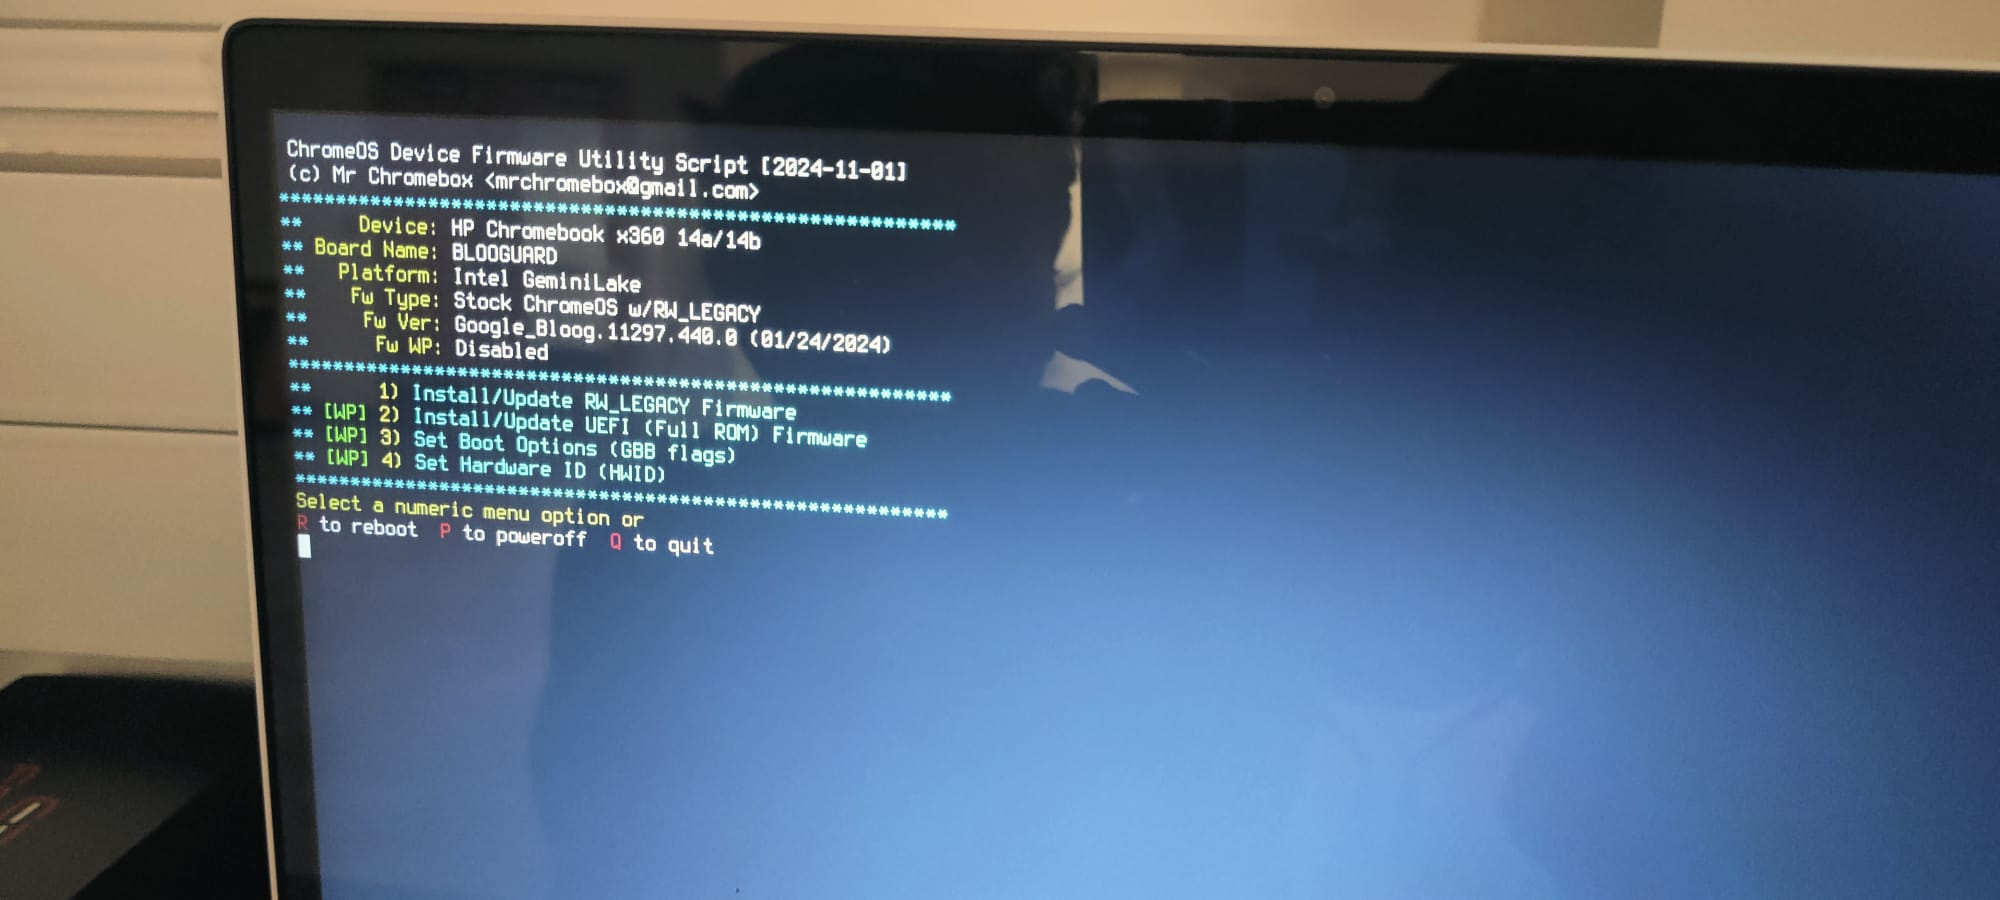 ChromeOS Device Firmware Utility Script [2024-11-01]
(c) Mr Chromebox <mrchromebox@gmail.com>
***********************************************************
** Device: HP Chromebook x360 14a/14b
** Board Name: BLOOGUARD
** Platform: Intel GeminiLake
** Fw Type: Stock ChromeOS w/RW_LEGACY
** Fw Ver: Google_Bloog.11297.440.0 (01/24/2024)
** Fw WP: Disabled
***********************************************************
** 1) Install/Update RW_LEGACY Firmware
** [WP] 2) Install/Update UEFI (Full ROM) Firmware
** [WP] 3) Set Boot Options (GBB flags)
** [WP] 4) Set Hardware ID (HWID)
***********************************************************
Select a numeric menu option or
R to reboot P to poweroff Q to quit